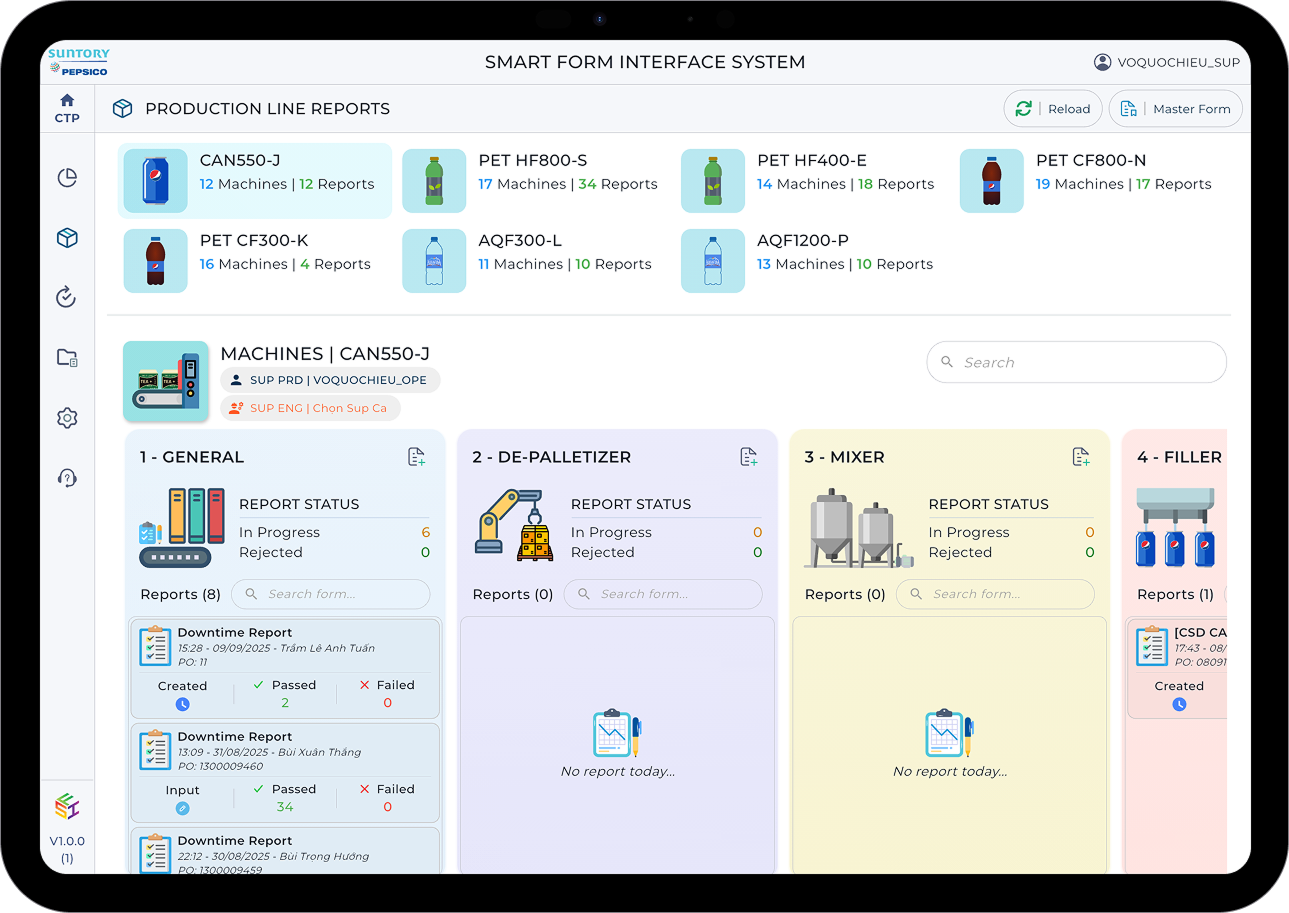 SUNTORY
PEPSICO
SMART FORM INTERFACE SYSTEM
VOQUOCHIEU_SUP
CTP
PRODUCTION LINE REPORTS
Reload
Master Form
CAN550-J
12 Machines | 12 Reports
PET HF800-S
17 Machines | 34 Reports
PET HF400-E
14 Machines | 18 Reports
PET CF800-N
19 Machines | 17 Reports
PET CF300-K
16 Machines | 4 Reports
AQF300-L
11 Machines | 10 Reports
AQF1200-P
13 Machines | 10 Reports
MACHINES | CAN550-J
SUP PRD | VOQUOCHIEU_OPE
SUP ENG | Chon Sup Ca
Search
1 - GENERAL
REPORT STATUS
In Progress 6
Rejected 0
Reports (8)
Search form...
Downtime Report
15:28 - 09/09/2025 - Trầm Lê Anh Tuấn
PO: 11
Created
Passed
2
Failed
0
Downtime Report
13:09 - 31/08/2025 - Bùi Xuân Thắng
PO: 1300009460
Input
Passed
34
Failed
0
Downtime Report
22:12 - 30/08/2025 - Bùi Trọng Hưởng
PO: 1300009459
2 - DE-PALLETIZER
REPORT STATUS
In Progress 0
Rejected 0
Reports (0)
Search form...
No report today...
3 - MIXER
REPORT STATUS
In Progress 0
Rejected 0
Reports (0)
Search form...
No report today...
4 - FILLER
Reports (1)
[CSD CA
17:43 - 08/
PO: 08091
Created
V1.0.0
(1)